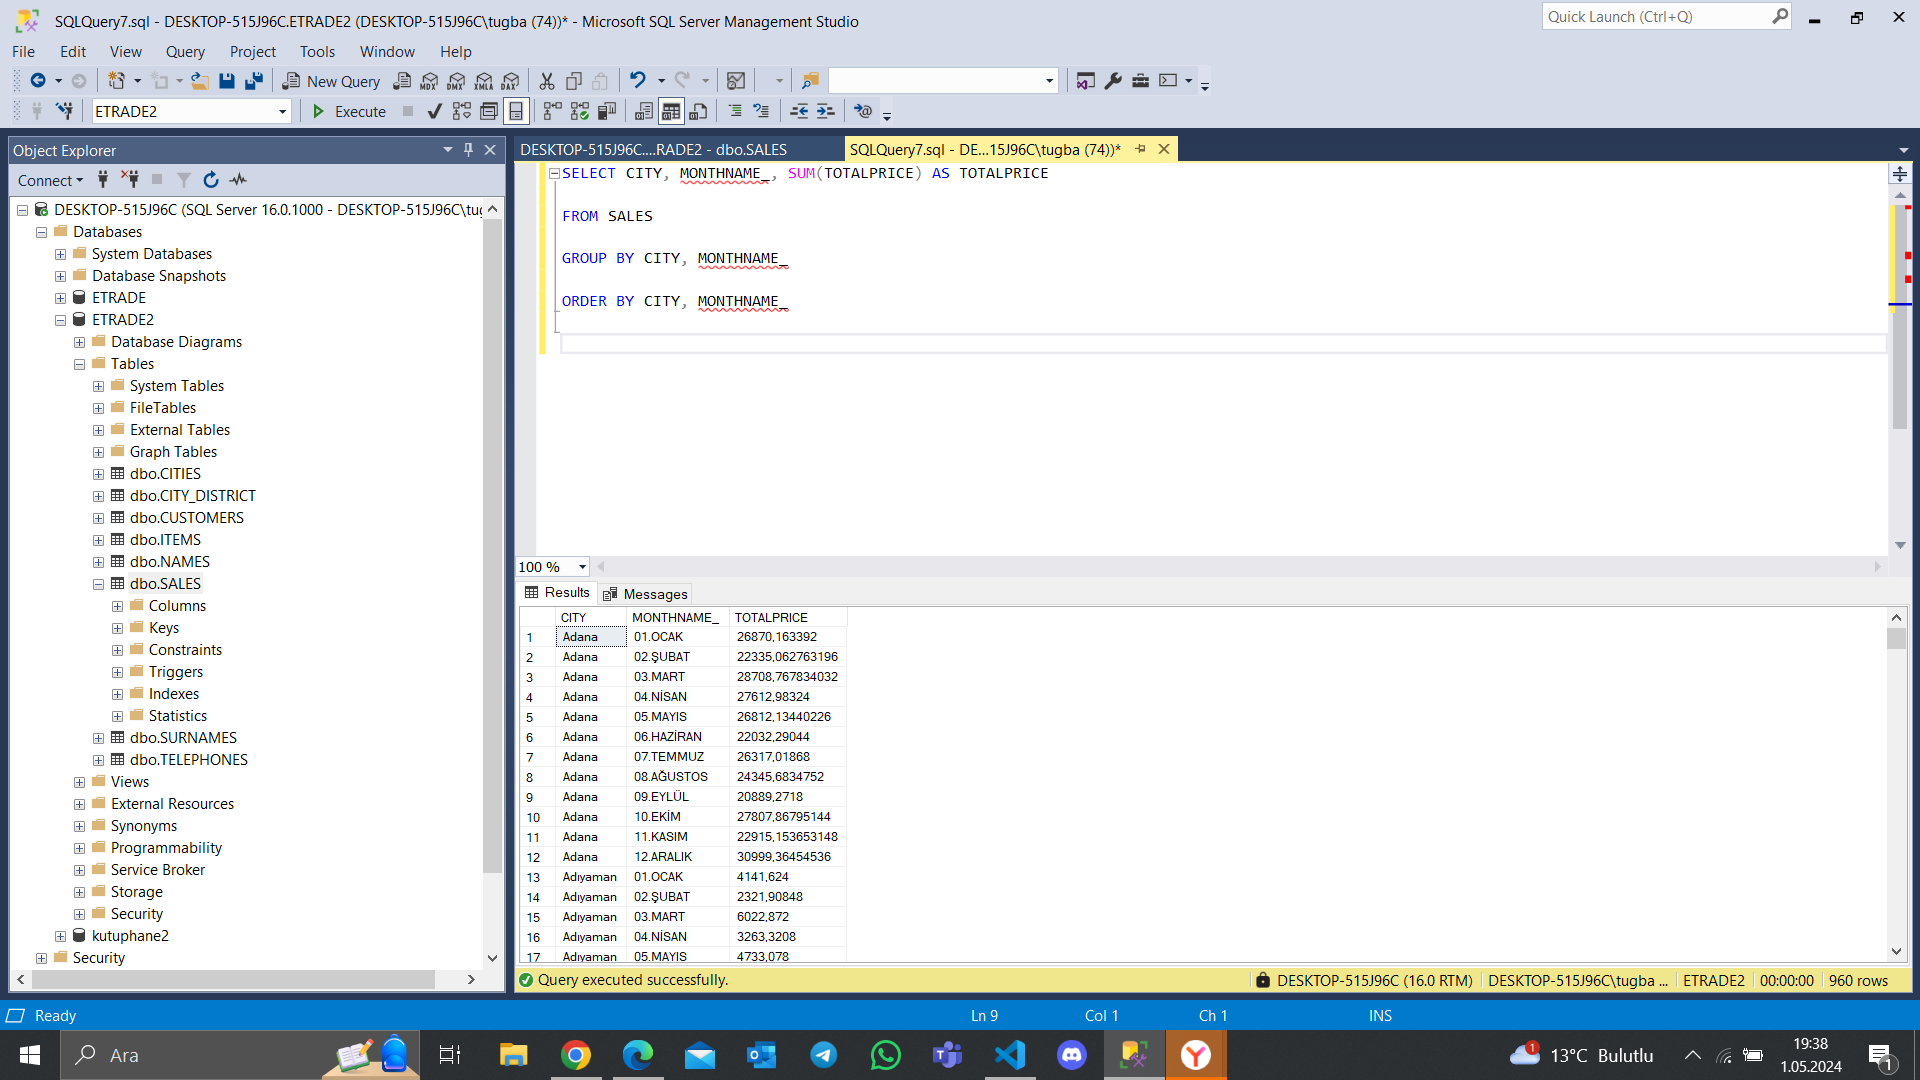 SQLQuery7.sql - DESKTOP-515J96C.ETRADE2 (DESKTOP-515J96C\tugba (74))* - Microsoft SQL Server Management Studio
Quick Launch (Ctrl+Q)
File Edit View Query Project Tools Window Help
New Query MDX DMX XMLA DAX
ETRADE2 Execute
Object Explorer
Connect
DESKTOP-515J96C (SQL Server 16.0.1000 - DESKTOP-515J96C\tug
Databases
System Databases
Database Snapshots
ETRADE
ETRADE2
Database Diagrams
Tables
System Tables
FileTables
External Tables
Graph Tables
dbo.CITIES
dbo.CITY_DISTRICT
dbo.CUSTOMERS
dbo.ITEMS
dbo.NAMES
dbo.SALES
Columns
Keys
Constraints
Triggers
Indexes
Statistics
dbo.SURNAMES
dbo.TELEPHONES
Views
External Resources
Synonyms
Programmability
Service Broker
Storage
Security
kutuphane2
Security
DESKTOP-515J96C....RADE2 - dbo.SALES
SQLQuery7.sql - DE...15J96C\tugba (74))*
SELECT CITY, MONTHNAME_, SUM(TOTALPRICE) AS TOTALPRICE
FROM SALES
GROUP BY CITY, MONTHNAME_
ORDER BY CITY, MONTHNAME_
100 %
Results Messages
CITY MONTHNAME_ TOTALPRICE
1 Adana 01.OCAK 26870,163392
2 Adana 02.ŞUBAT 22335,062763196
3 Adana 03.MART 28708,767834032
4 Adana 04.NİSAN 27612,98324
5 Adana 05.MAYIS 26812,13440226
6 Adana 06.HAZİRAN 22032,29044
7 Adana 07.TEMMUZ 26317,01868
8 Adana 08.AĞUSTOS 24345,6834752
9 Adana 09.EYLÜL 20889,2718
10 Adana 10.EKİM 27807,86795144
11 Adana 11.KASIM 22915,153653148
12 Adana 12.ARALIK 30999,36454536
13 Adıyaman 01.OCAK 4141,624
14 Adıyaman 02.ŞUBAT 2321,90848
15 Adıyaman 03.MART 6022,872
16 Adıyaman 04.NİSAN 3263,3208
17 Adıyaman 05.MAYIS 4733,078
Query executed successfully.
DESKTOP-515J96C (16.0 RTM) DESKTOP-515J96C\tugba ... ETRADE2 00:00:00 960 rows
Ready Ln 9 Col 1 Ch 1 INS
Ara
1 13°C Bulutlu
19:38
1.05.2024
1